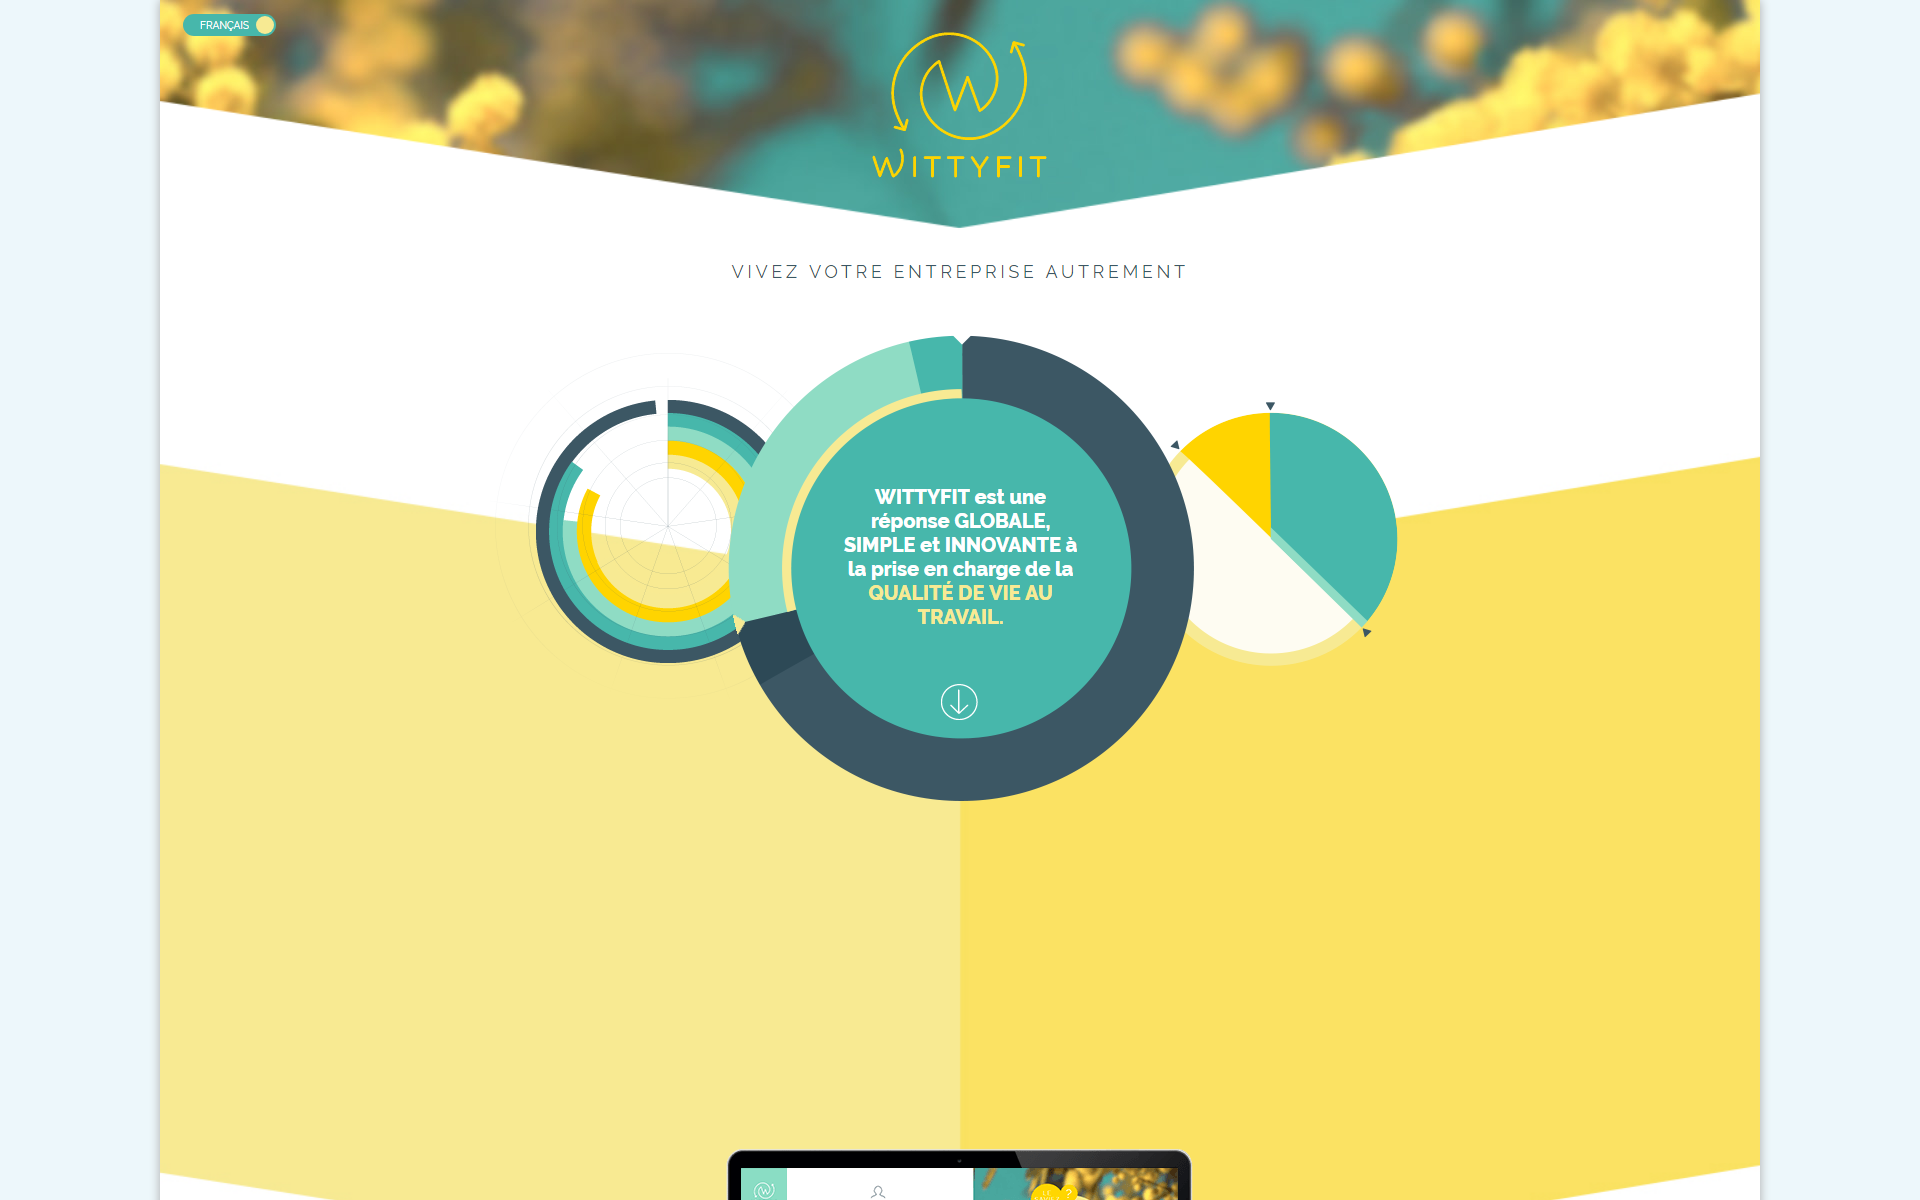 FRANÇAIS
WITTYFIT
VIVEZ VOTRE ENTREPRISE AUTREMENT
WITTYFIT est une
réponse GLOBALE,
SIMPLE et INNOVANTE à
la prise en charge de la
QUALITÉ DE VIE AU
TRAVAIL.
?